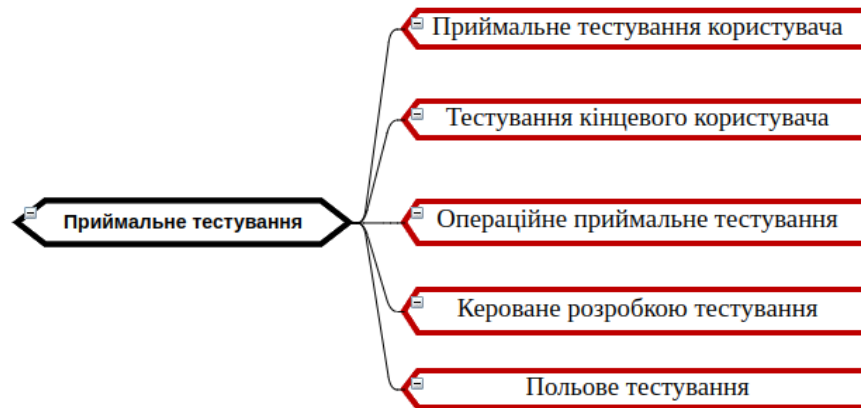 Приймальне тестування користувача
Тестування кінцевого користувача
Приймальне тестування
Операційне приймальне тестування
Кероване розробкою тестування
Польове тестування